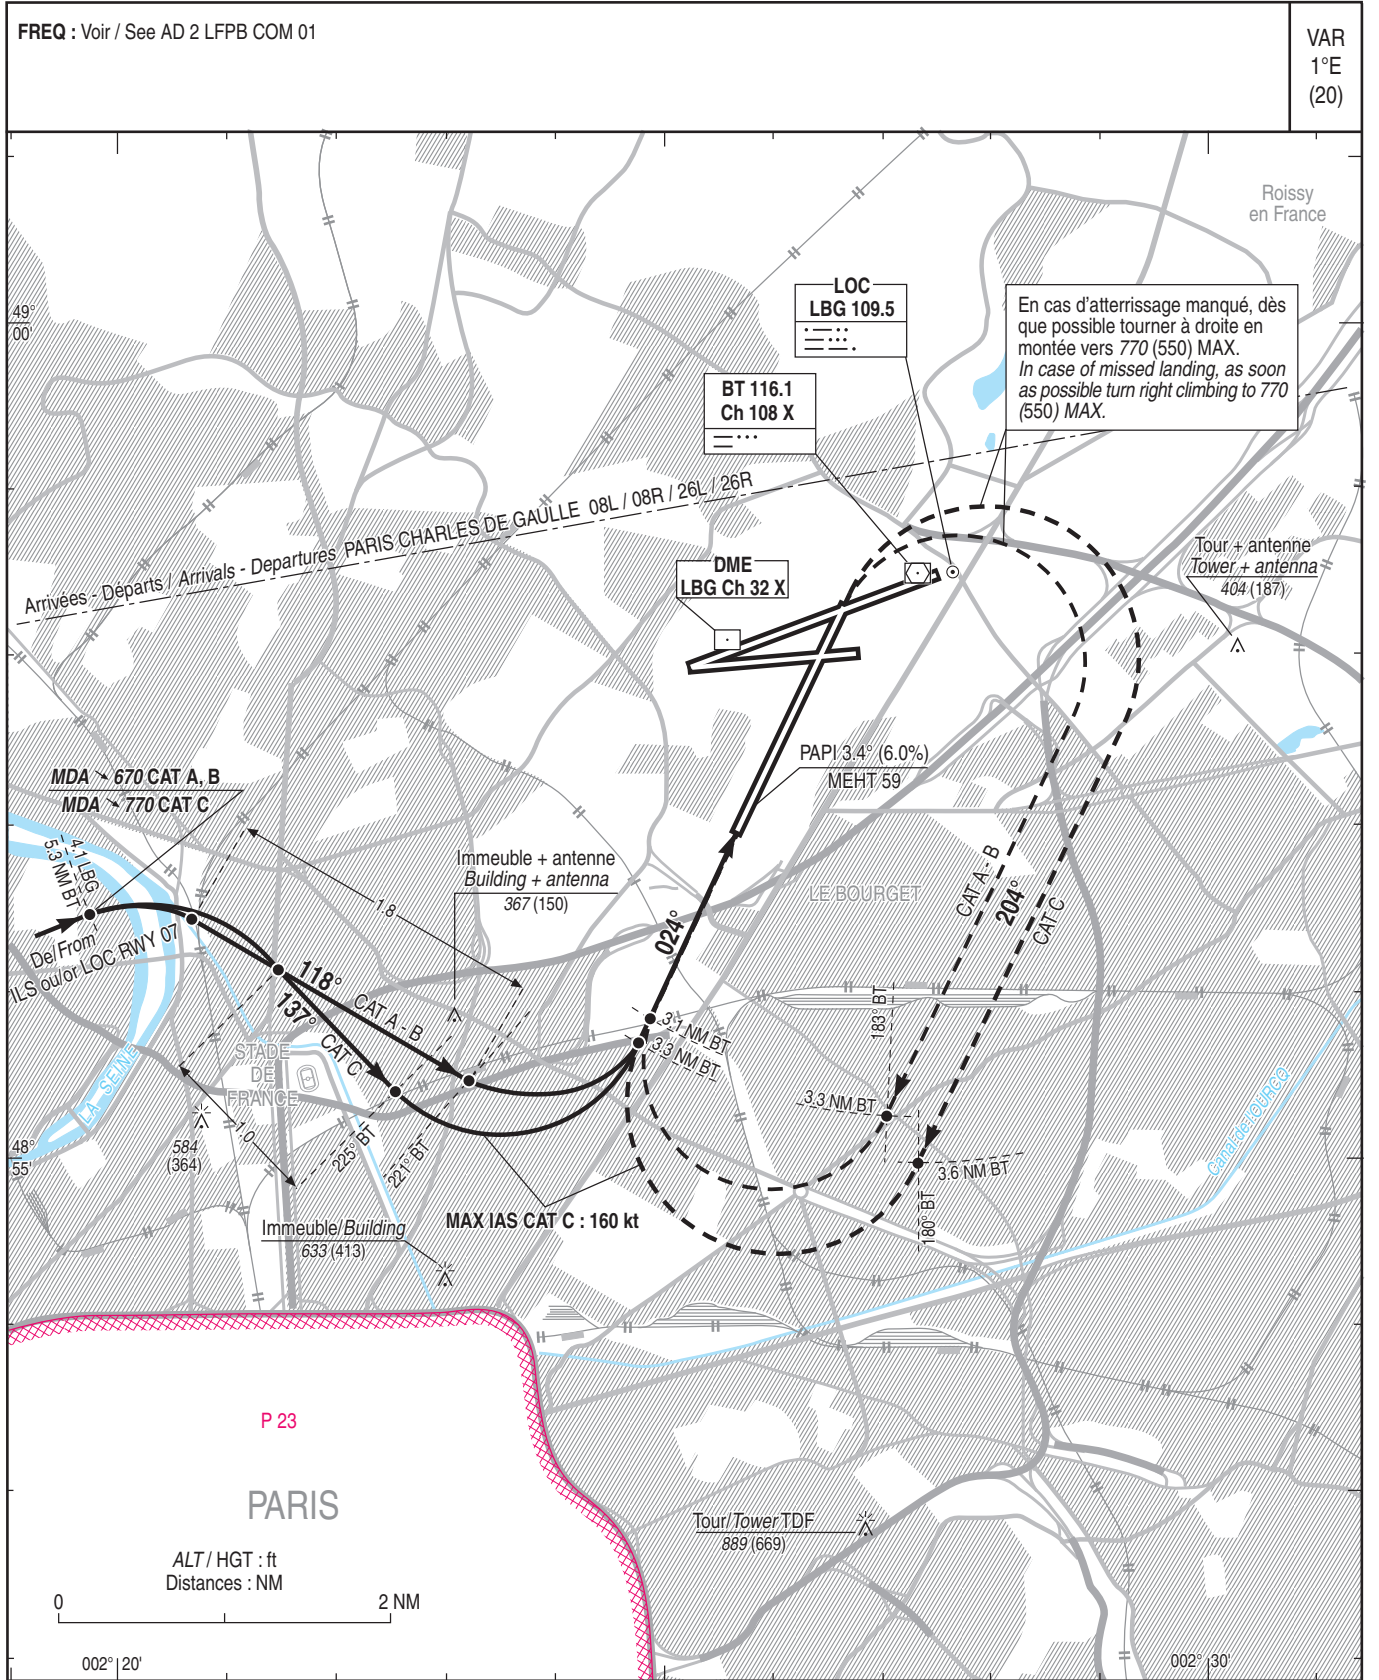 FREQ : Voir / See AD 2 LFPB COM 01
VAR
1°E
(20)
Roissy
en France
49°
00'
LOC
LBG 109.5
En cas d'atterrissage manqué, dès
que possible tourner à droite en
montée vers 770 (550) MAX.
In case of missed landing, as soon
as possible turn right climbing to 770
(550) MAX.
BT 116.1
Ch 108 X
Arrivées - Départs / Arrivals - Departures PARIS CHARLES DE GAULLE 08L / 08R / 26L / 26R
DME
LBG Ch 32 X
Tour + antenne
Tower + antenna
404 (187)
PAPI 3.4° (6.0%)
MEHT 59
MDA 670 CAT A, B
MDA 770 CAT C
4.1 LBG
5.3 NM BT
De/From
ILS ou/or LOC RWY 07
1.8
Immeuble + antenne
Building + antenna
367 (150)
LE BOURGET
024°
CAT A - B
204°
CAT C
118°
CAT A - B
137°
CAT C
3.1 NM BT
3.3 NM BT
183° BT
STADE
DE
FRANCE
LA SEINE
584
(364)
1.0
225° BT
221° BT
3.3 NM BT
3.6 NM BT
180° BT
Canal de l'OURCQ
48°
55'
Immeuble/Building
633 (413)
MAX IAS CAT C : 160 kt
P 23
PARIS
Tour/Tower TDF
889 (669)
ALT / HGT : ft
Distances : NM
0
2 NM
002° 20'
002° 30'